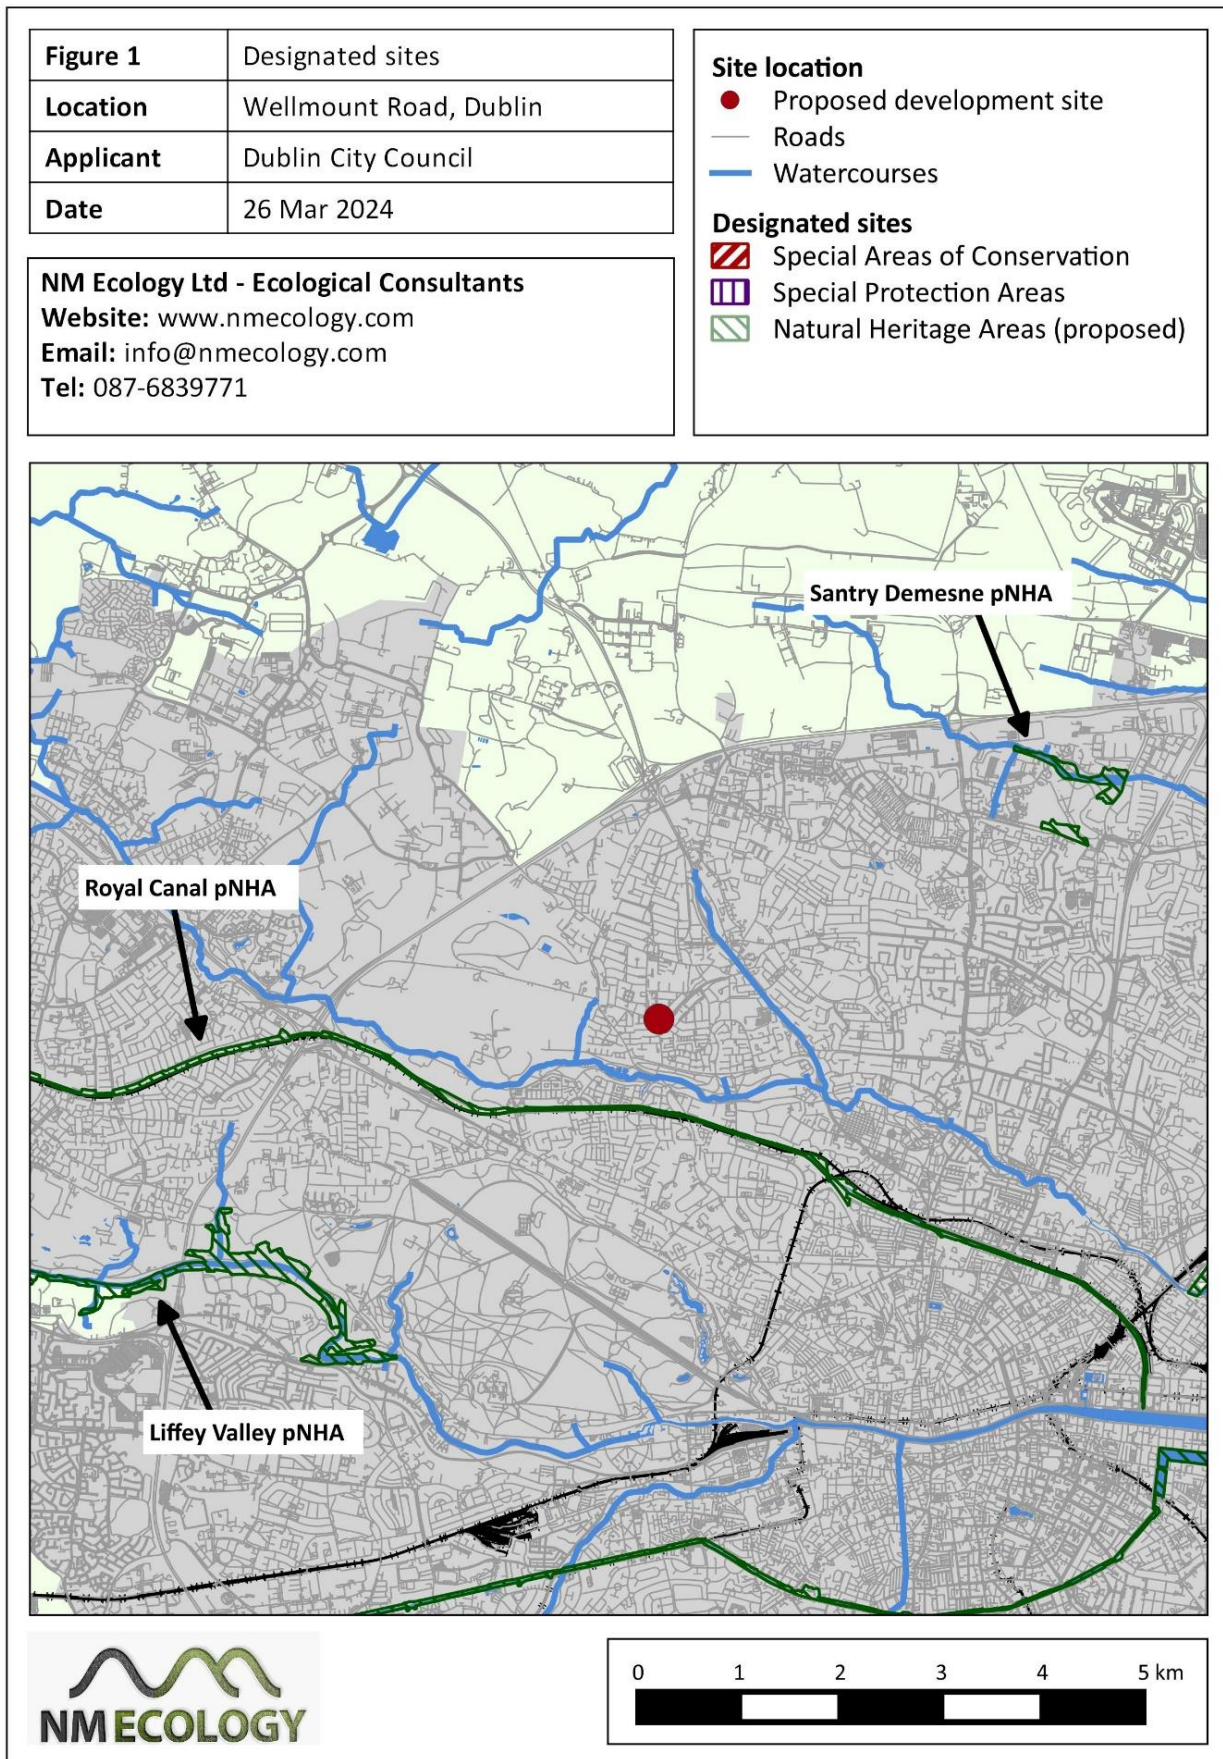 Figure 1 Designated sites
Location Wellmount Road, Dublin
Applicant Dublin City Council
Date 26 Mar 2024
NM Ecology Ltd - Ecological Consultants
Website: www.nmecology.com
Email: info@nmecology.com
Tel: 087-6839771
Site location
Proposed development site
Roads
Watercourses
Designated sites
Special Areas of Conservation
Special Protection Areas
Natural Heritage Areas (proposed)
Santry Demesne pNHA
Royal Canal pNHA
Liffey Valley pNHA
NM ECOLOGY
0 1 2 3 4 5 km